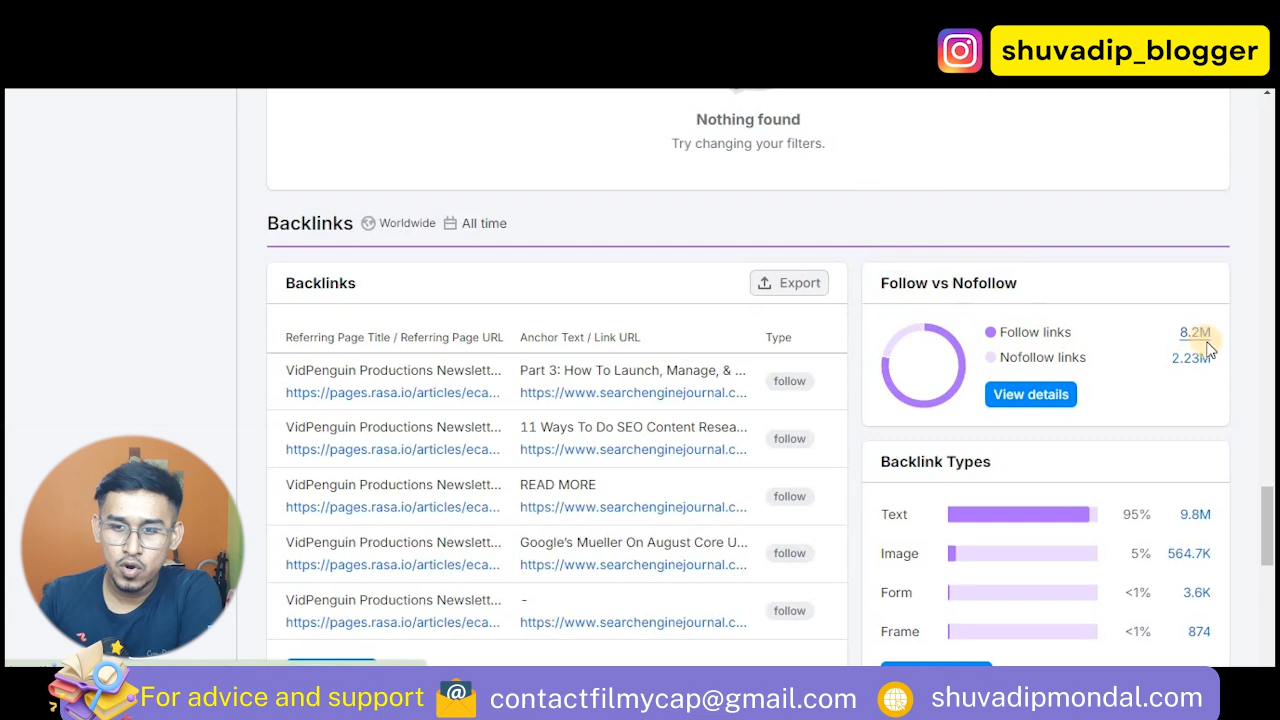 shuvadip_blogger
Nothing found
Try changing your filters.
Backlinks Worldwide All time
Backlinks Export
Referring Page Title / Referring Page URL Anchor Text / Link URL Type
VidPenguin Productions Newslett... Part 3: How To Launch, Manage, & ... follow
https://pages.rasa.io/articles/eca... https://www.searchenginejournal.c...
VidPenguin Productions Newslett... 11 Ways To Do SEO Content Resea... follow
https://pages.rasa.io/articles/eca... https://www.searchenginejournal.c...
VidPenguin Productions Newslett... READ MORE follow
https://pages.rasa.io/articles/eca... https://www.searchenginejournal.c...
VidPenguin Productions Newslett... Google's Mueller On August Core U... follow
https://pages.rasa.io/articles/eca... https://www.searchenginejournal.c...
VidPenguin Productions Newslett... - follow
https://pages.rasa.io/articles/eca... https://www.searchenginejournal.c...
Follow vs Nofollow
Follow links 8.2M
Nofollow links 2.23M
View details
Backlink Types
Text 95% 9.8M
Image 5% 564.7K
Form <1% 3.6K
Frame <1% 874
For advice and support @ contactfilmycap@gmail.com shuvadipmondal.com